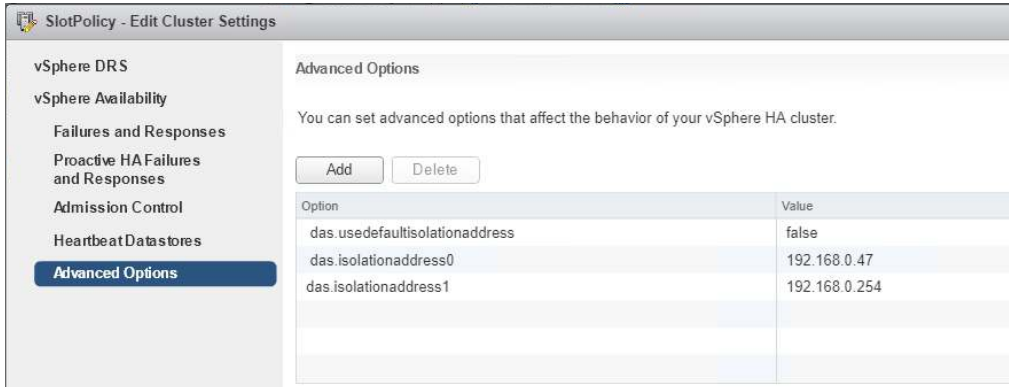 SlotPolicy - Edit Cluster Settings
vSphere DRS
vSphere Availability
Failures and Responses
Proactive HA Failures
and Responses
Admission Control
Heartbeat Datastores
Advanced Options
Advanced Options
You can set advanced options that affect the behavior of your vSphere HA cluster.
Add Delete
Option Value
das.usedefaultisolationaddress false
das.isolationaddress0 192.168.0.47
das.isolationaddress1 192.168.0.254